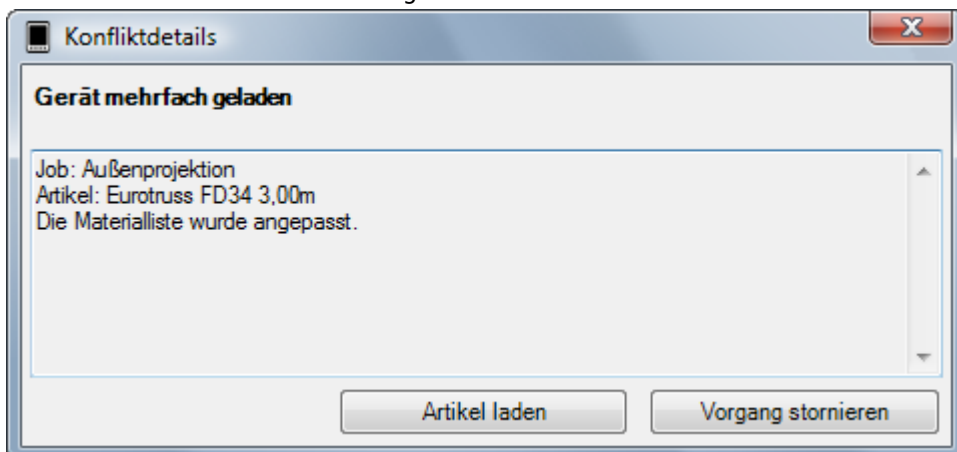 Konfliktdetails
Gerät mehrfach geladen
Job: Außenprojektion
Artikel: Eurotruss FD34 3,00m
Die Materialliste wurde angepasst.
Artikel laden
Vorgang stornieren